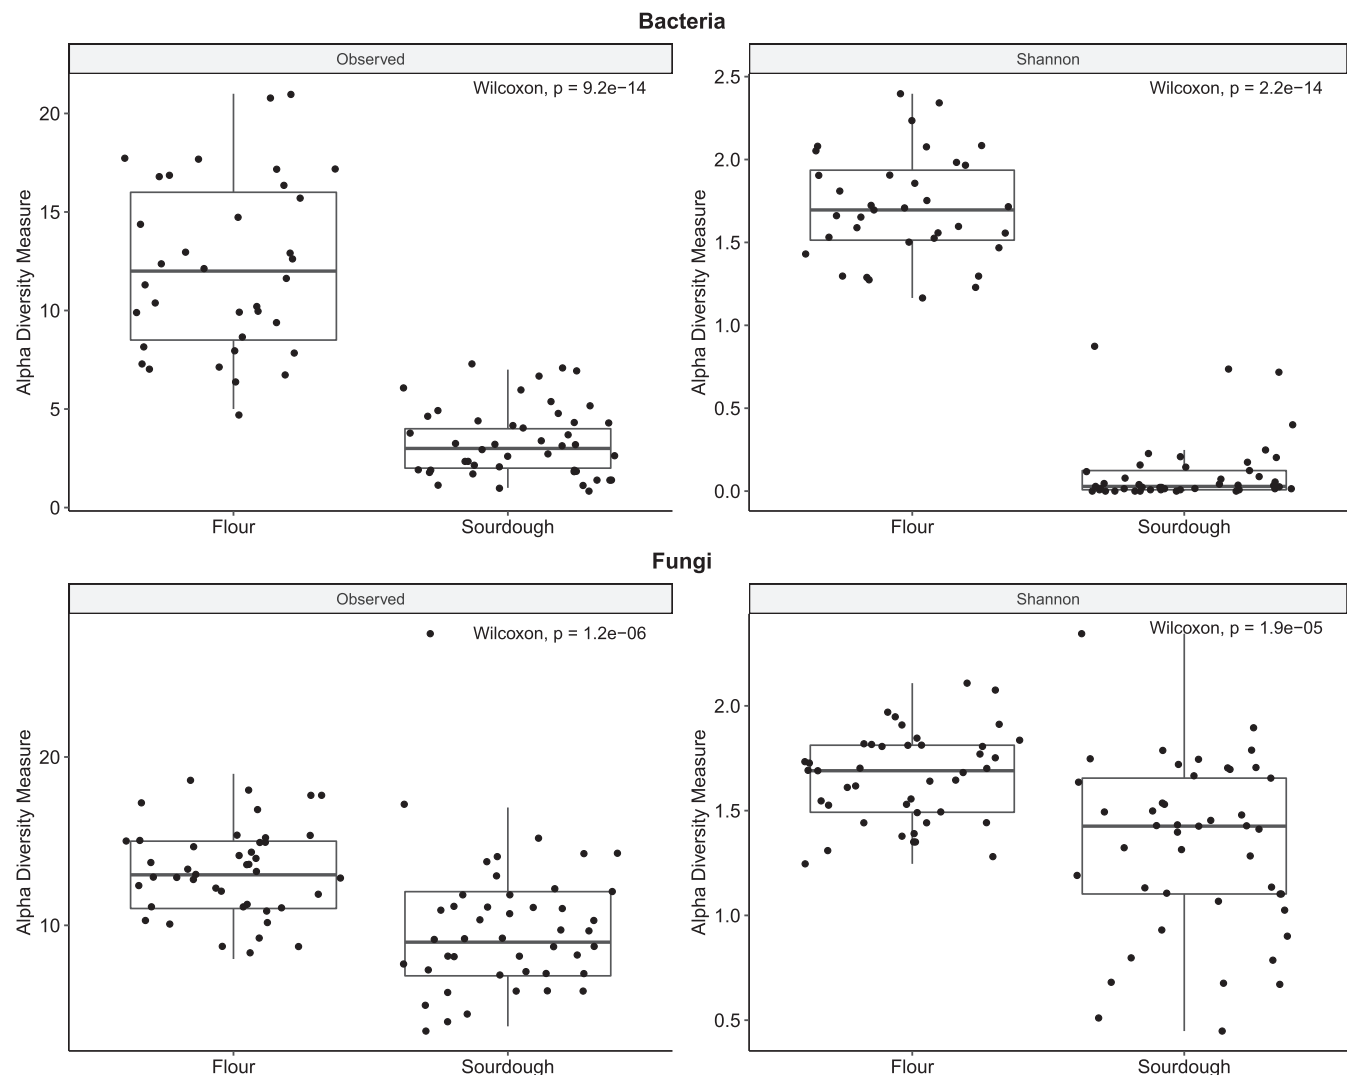 Bacteria
Observed
Wilcoxon, p = 9.2e−14
Alpha Diversity Measure
20
15
10
5
0
Flour
Sourdough
Shannon
Wilcoxon, p = 2.2e−14
Alpha Diversity Measure
2.5
2.0
1.5
1.0
0.5
0.0
Flour
Sourdough
Fungi
Observed
Wilcoxon, p = 1.2e−06
Alpha Diversity Measure
20
10
Flour
Sourdough
Shannon
Wilcoxon, p = 1.9e−05
Alpha Diversity Measure
2.0
1.5
1.0
0.5
Flour
Sourdough